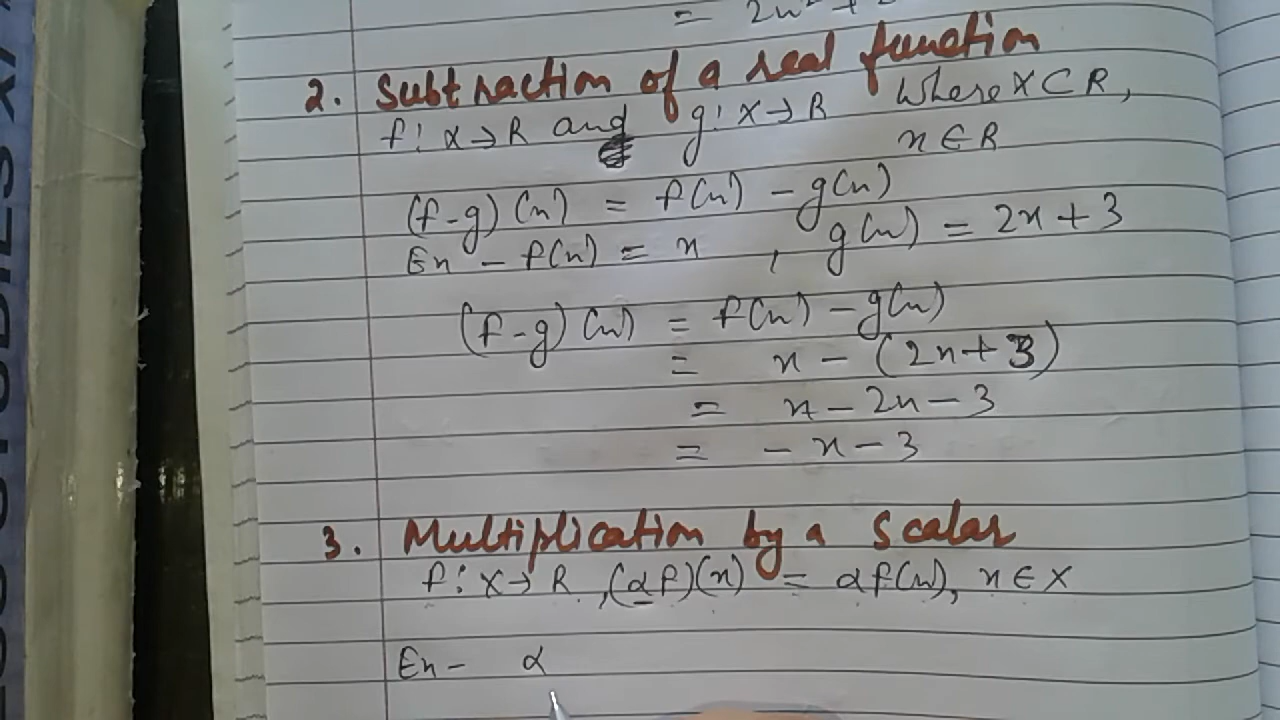 = 2x² +
2. Subtraction of a real function
f: X→R and g: X→R Where X⊂R,
x∈R
(f-g)(x) = f(x) - g(x)
Ex - f(x) = x , g(x) = 2x+3
(f-g)(x) = f(x) - g(x)
= x - (2x+3)
= x - 2x - 3
= - x - 3
3. Multiplication by a Scalar
f: X→R ,(αf)(x) = αf(x), x∈X
Ex - α